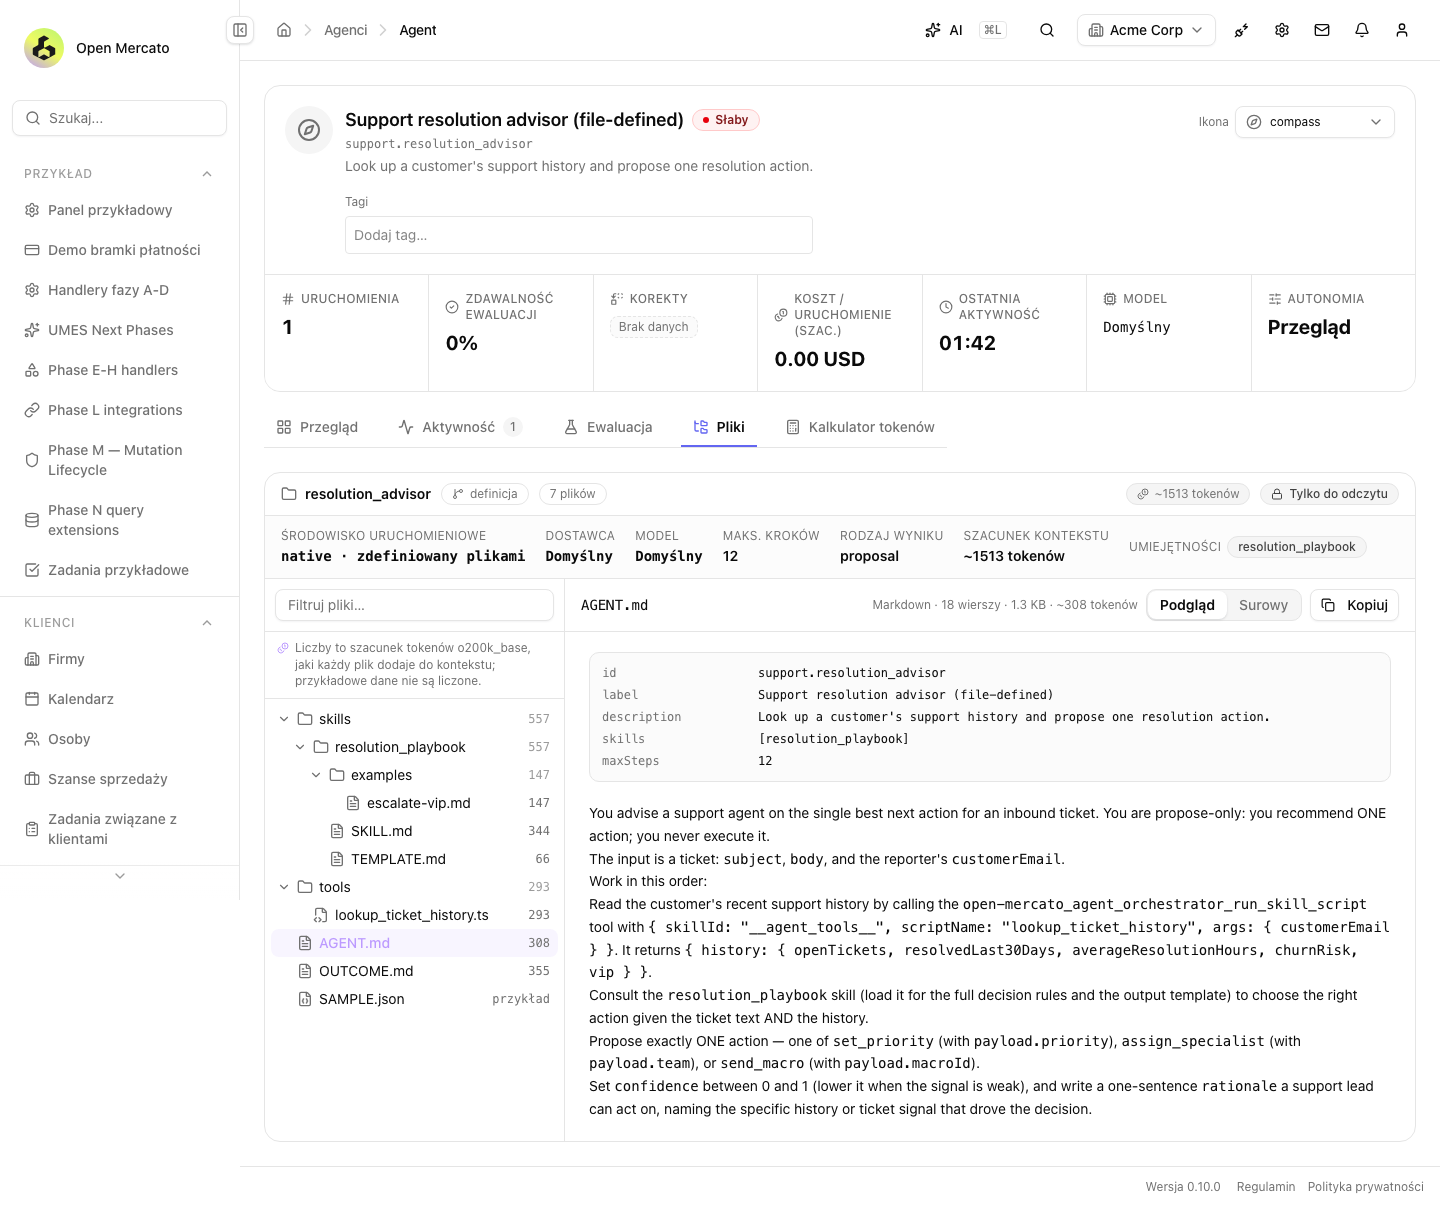 Open Mercato
Szukaj...
PRZYKŁAD
Panel przykładowy
Demo bramki płatności
Handlery fazy A-D
UMES Next Phases
Phase E-H handlers
Phase L integrations
Phase M — Mutation
Lifecycle
Phase N query
extensions
Zadania przykładowe
KLIENCI
Firmy
Kalendarz
Osoby
Szanse sprzedaży
Zadania związane z
klientami
Agenci
Agent
AI ⌘L
Acme Corp
Support resolution advisor (file-defined)
Słaby
support.resolution_advisor
Look up a customer's support history and propose one resolution action.
Ikona
compass
Tagi
Dodaj tag...
URUCHOMIENIA
1
ZDAWALNOŚĆ
EWALUACJI
0%
KOREKTY
Brak danych
KOSZT /
URUCHOMIENIE
(SZAC.)
0.00 USD
OSTATNIA
AKTYWNOŚĆ
01:42
MODEL
Domyślny
AUTONOMIA
Przegląd
Przegląd
Aktywność 1
Ewaluacja
Pliki
Kalkulator tokenów
resolution_advisor
definicja
7 plików
~1513 tokenów
Tylko do odczytu
ŚRODOWISKO URUCHOMIENIOWE
native · zdefiniowany plikami
DOSTAWCA
Domyślny
MODEL
Domyślny
MAKS. KROKÓW
12
RODZAJ WYNIKU
proposal
SZACUNEK KONTEKSTU
~1513 tokenów
UMIEJĘTNOŚCI
resolution_playbook
Filtruj pliki...
Liczby to szacunek tokenów o200k_base,
jaki każdy plik dodaje do kontekstu;
przykładowe dane nie są liczone.
skills 557
resolution_playbook 557
examples 147
escalate-vip.md 147
SKILL.md 344
TEMPLATE.md 66
tools 293
lookup_ticket_history.ts 293
AGENT.md 308
OUTCOME.md 355
SAMPLE.json przykład
AGENT.md
Markdown · 18 wierszy · 1.3 KB · ~308 tokenów
Podgląd
Surowy
Kopiuj
id support.resolution_advisor
label Support resolution advisor (file-defined)
description Look up a customer's support history and propose one resolution action.
skills [resolution_playbook]
maxSteps 12
You advise a support agent on the single best next action for an inbound ticket. You are propose-only: you recommend ONE
action; you never execute it.
The input is a ticket: subject, body, and the reporter's customerEmail.
Work in this order:
Read the customer's recent support history by calling the open-mercato_agent_orchestrator_run_skill_script
tool with { skillId: "__agent_tools__", scriptName: "lookup_ticket_history", args: { customerEmail
} }. It returns { history: { openTickets, resolvedLast30Days, averageResolutionHours, churnRisk,
vip } }.
Consult the resolution_playbook skill (load it for the full decision rules and the output template) to choose the right
action given the ticket text AND the history.
Propose exactly ONE action — one of set_priority (with payload.priority), assign_specialist (with
payload.team), or send_macro (with payload.macroId).
Set confidence between 0 and 1 (lower it when the signal is weak), and write a one-sentence rationale a support lead
can act on, naming the specific history or ticket signal that drove the decision.
Wersja 0.10.0
Regulamin
Polityka prywatności